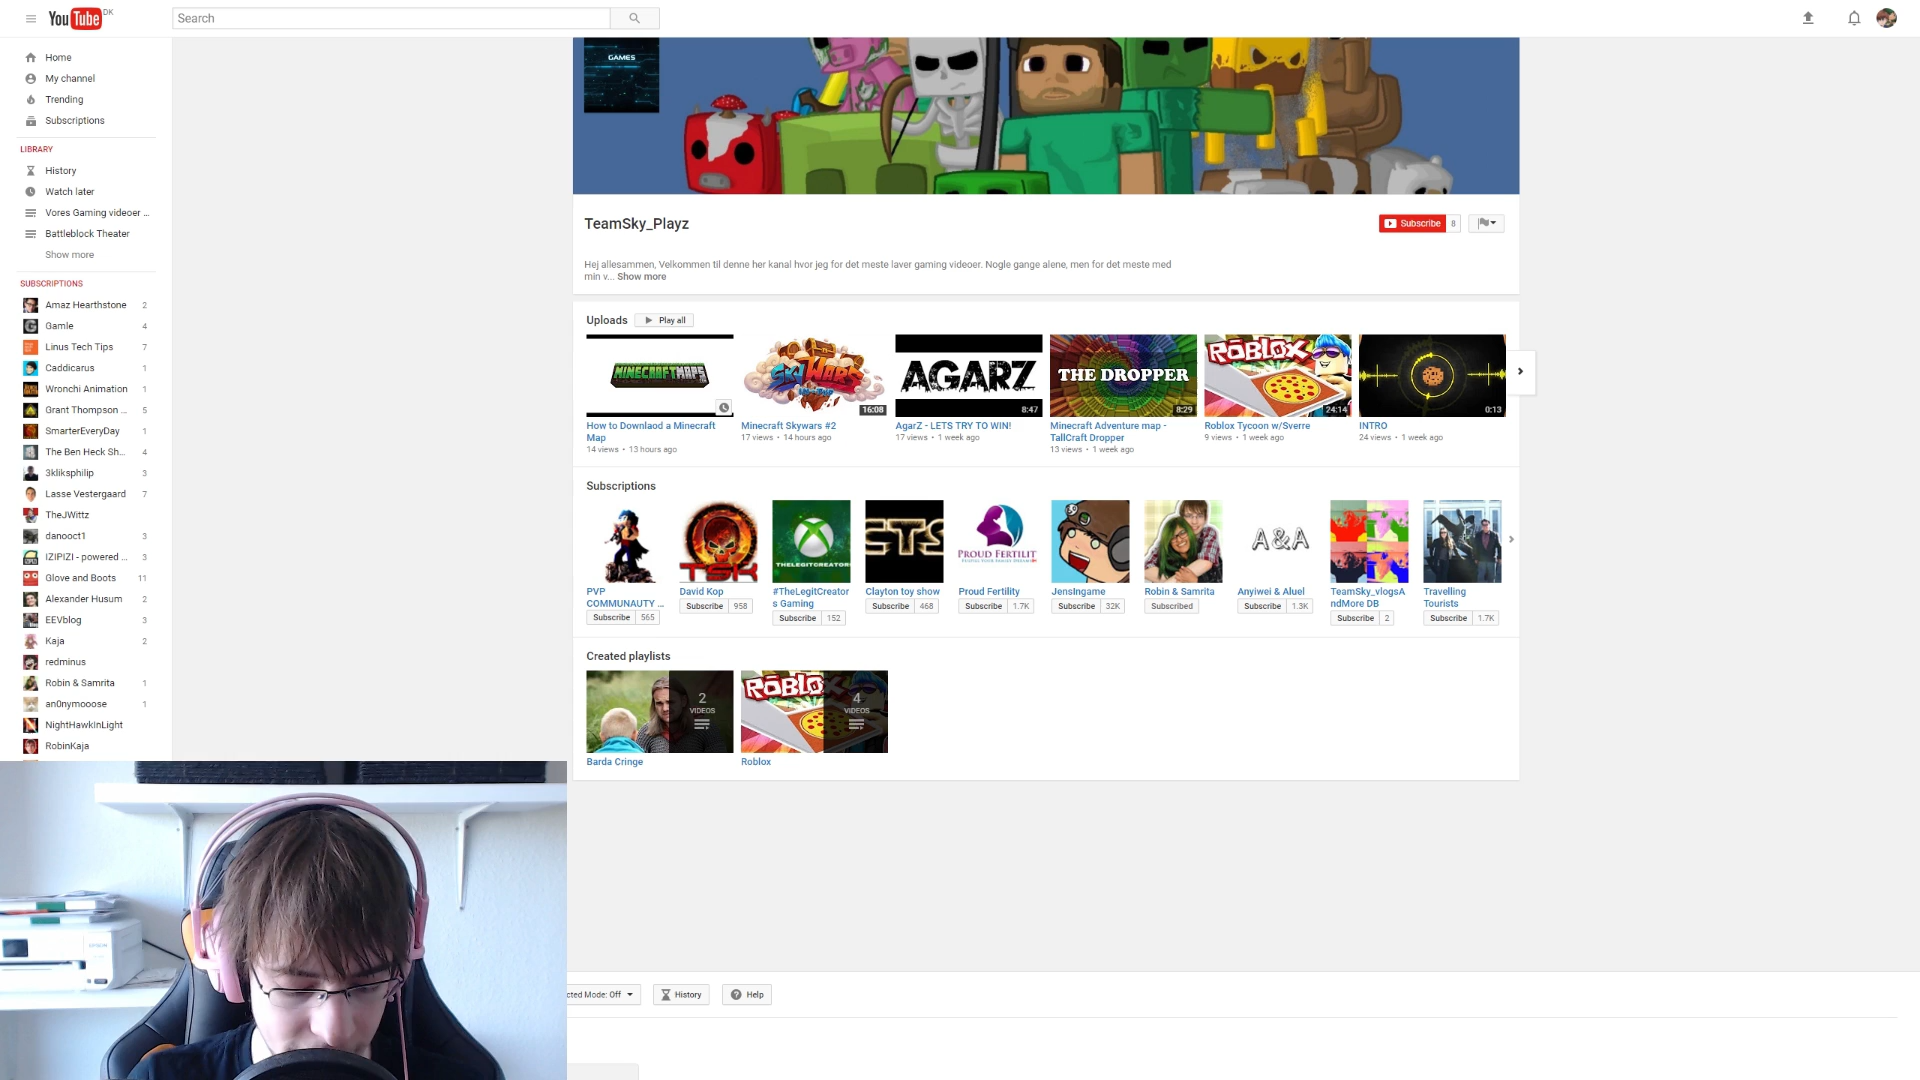 YouTube DK
Search
Home
My channel
Trending
Subscriptions
LIBRARY
History
Watch later
Vores Gaming videoer ...
Battleblock Theater
Show more
SUBSCRIPTIONS
Amaz Hearthstone 2
Gamle 4
Linus Tech Tips 7
Caddicarus 1
Wronchi Animation 1
Grant Thompson ... 5
SmarterEveryDay 1
The Ben Heck Sh... 4
3kliksphilip 3
Lasse Vestergaard 7
TheJWittz
danooct1 3
IZIPIZI - powered ... 3
Glove and Boots 11
Alexander Husum 2
EEVblog 3
Kaja 2
redminus
Robin & Samrita 1
an0nymooose 1
NightHawkInLight
RobinKaja
GAMES
TeamSky_Playz
Subscribe 8
Hej allesammen, Velkommen til denne her kanal hvor jeg for det meste laver gaming videoer. Nogle gange alene, men for det meste med
min v... Show more
Uploads Play all
MINECRAFTMAPS
SkyWars
16:08
AGARZ
8:47
THE DROPPER
8:29
ROBLOX
24:14
0:13
How to Downlaod a Minecraft
Map
14 views • 13 hours ago
Minecraft Skywars #2
17 views • 14 hours ago
AgarZ - LETS TRY TO WIN!
17 views • 1 week ago
Minecraft Adventure map -
TallCraft Dropper
13 views • 1 week ago
Roblox Tycoon w/Sverre
9 views • 1 week ago
INTRO
24 views • 1 week ago
Subscriptions
TSK
THELEGITCREATOR
CTS
PROUD FERTILIT
A&A
PVP
COMMUNITY ...
Subscribe 565
David Kop
Subscribe 958
#TheLegitCreator
s Gaming
Subscribe 152
Clayton toy show
Subscribe 468
Proud Fertility
Subscribe 1.7K
JensIngame
Subscribe 32K
Robin & Samrita
Subscribed
Anyiwei & Aluel
Subscribe 1.3K
TeamSky_vlogsA
ndMore DB
Subscribe 2
Travelling
Tourists
Subscribe 1.7K
Created playlists
2
VIDEOS
ROBLOX
4
VIDEOS
Barda Cringe
Roblox
EPSON
cted Mode: Off
History
Help